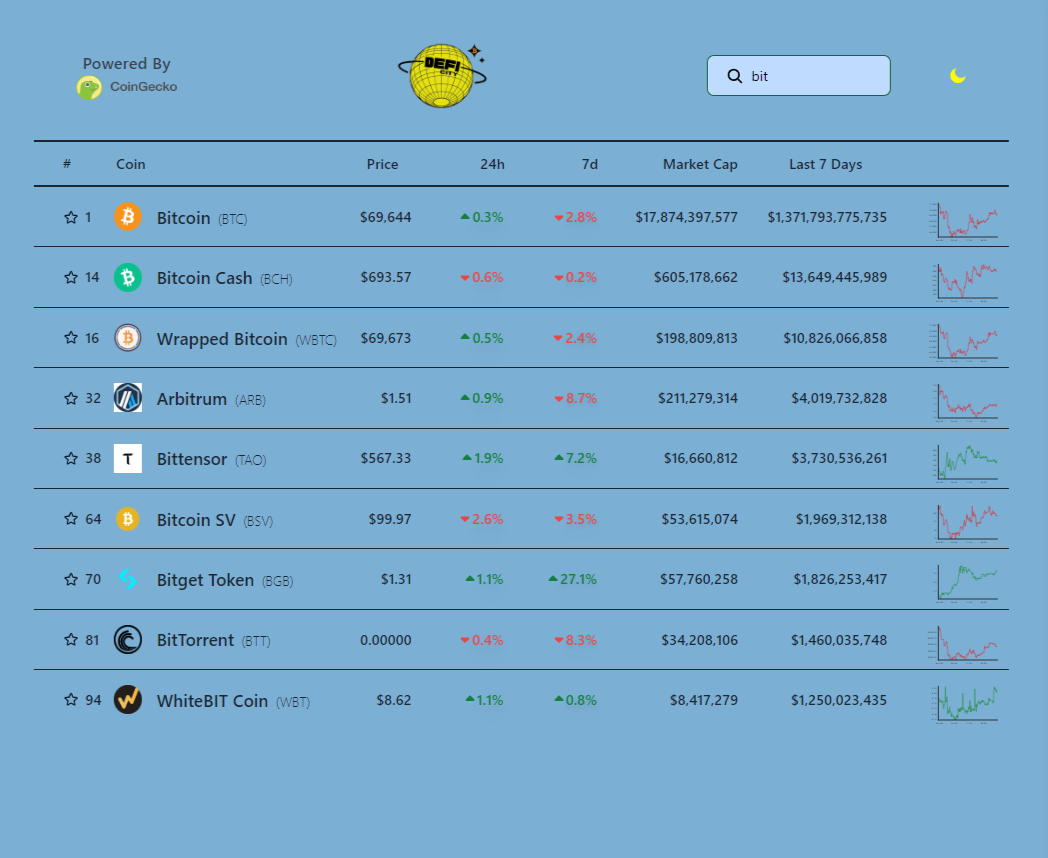 Powered By
CoinGecko
DEFI
CITY
bit
# Coin Price 24h 7d Market Cap Last 7 Days
1 Bitcoin (BTC) $69,644 0.3% 2.8% $17,874,397,577 $1,371,793,775,735
14 Bitcoin Cash (BCH) $693.57 0.6% 0.2% $605,178,662 $13,649,445,989
16 Wrapped Bitcoin (WBTC) $69,673 0.5% 2.4% $198,809,813 $10,826,066,858
32 Arbitrum (ARB) $1.51 0.9% 8.7% $211,279,314 $4,019,732,828
38 Bittensor (TAO) $567.33 1.9% 7.2% $16,660,812 $3,730,536,261
64 Bitcoin SV (BSV) $99.97 2.6% 3.5% $53,615,074 $1,969,312,138
70 Bitget Token (BGB) $1.31 1.1% 27.1% $57,760,258 $1,826,253,417
81 BitTorrent (BTT) 0.00000 0.4% 8.3% $34,208,106 $1,460,035,748
94 WhiteBIT Coin (WBT) $8.62 1.1% 0.8% $8,417,279 $1,250,023,435